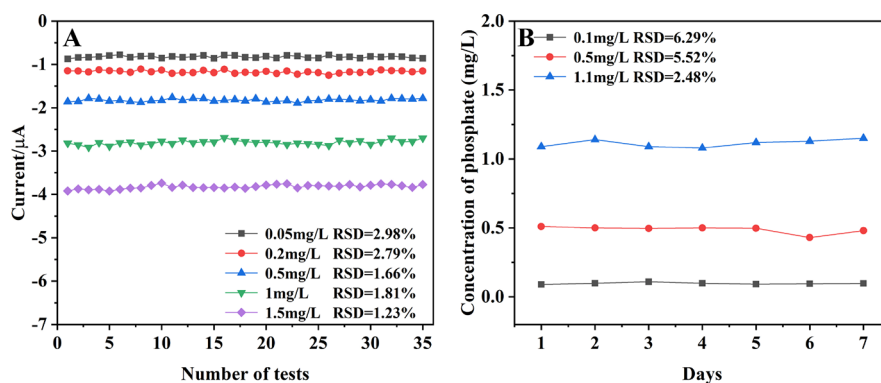 A
Current/μA
-0
-1
-2
-3
-4
-5
-6
-7
0.05mg/L RSD=2.98%
0.2mg/L RSD=2.79%
0.5mg/L RSD=1.66%
1mg/L RSD=1.81%
1.5mg/L RSD=1.23%
0 5 10 15 20 25 30 35
Number of tests
B
Concentration of phosphate (mg/L)
0.1mg/L RSD=6.29%
0.5mg/L RSD=5.52%
1.1mg/L RSD=2.48%
2.0
1.5
1.0
0.5
0.0
1 2 3 4 5 6 7
Days